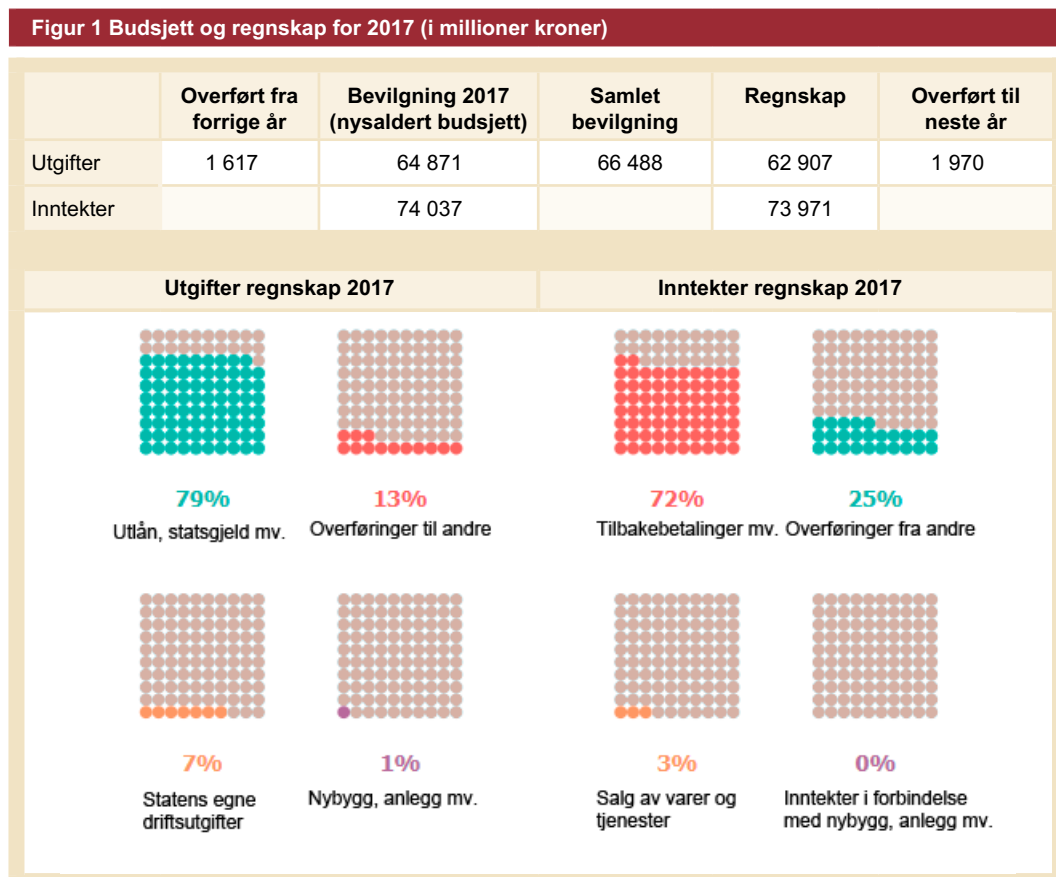 Figur 1 Budsjett og regnskap for 2017 (i millioner kroner)
Overført fra forrige år
Bevilgning 2017 (nysaldert budsjett)
Samlet bevilgning
Regnskap
Overført til neste år
Utgifter 1 617 64 871 66 488 62 907 1 970
Inntekter 74 037 73 971
Utgifter regnskap 2017
Inntekter regnskap 2017
79%
Utlån, statsgjeld mv.
13%
Overføringer til andre
72%
Tilbakebetalinger mv.
25%
Overføringer fra andre
7%
Statens egne
driftsutgifter
1%
Nybygg, anlegg mv.
3%
Salg av varer og
tjenester
0%
Inntekter i forbindelse
med nybygg, anlegg mv.